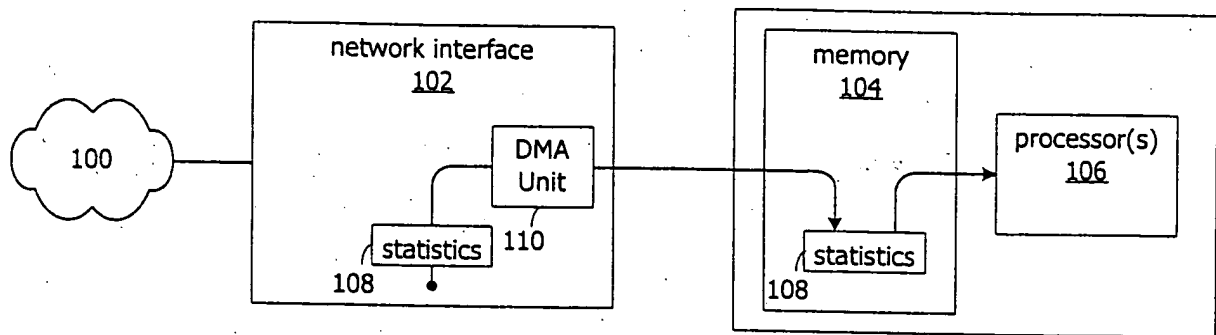 100
network interface
102
DMA
Unit
110
statistics
108
memory
104
statistics
108
processor(s)
106